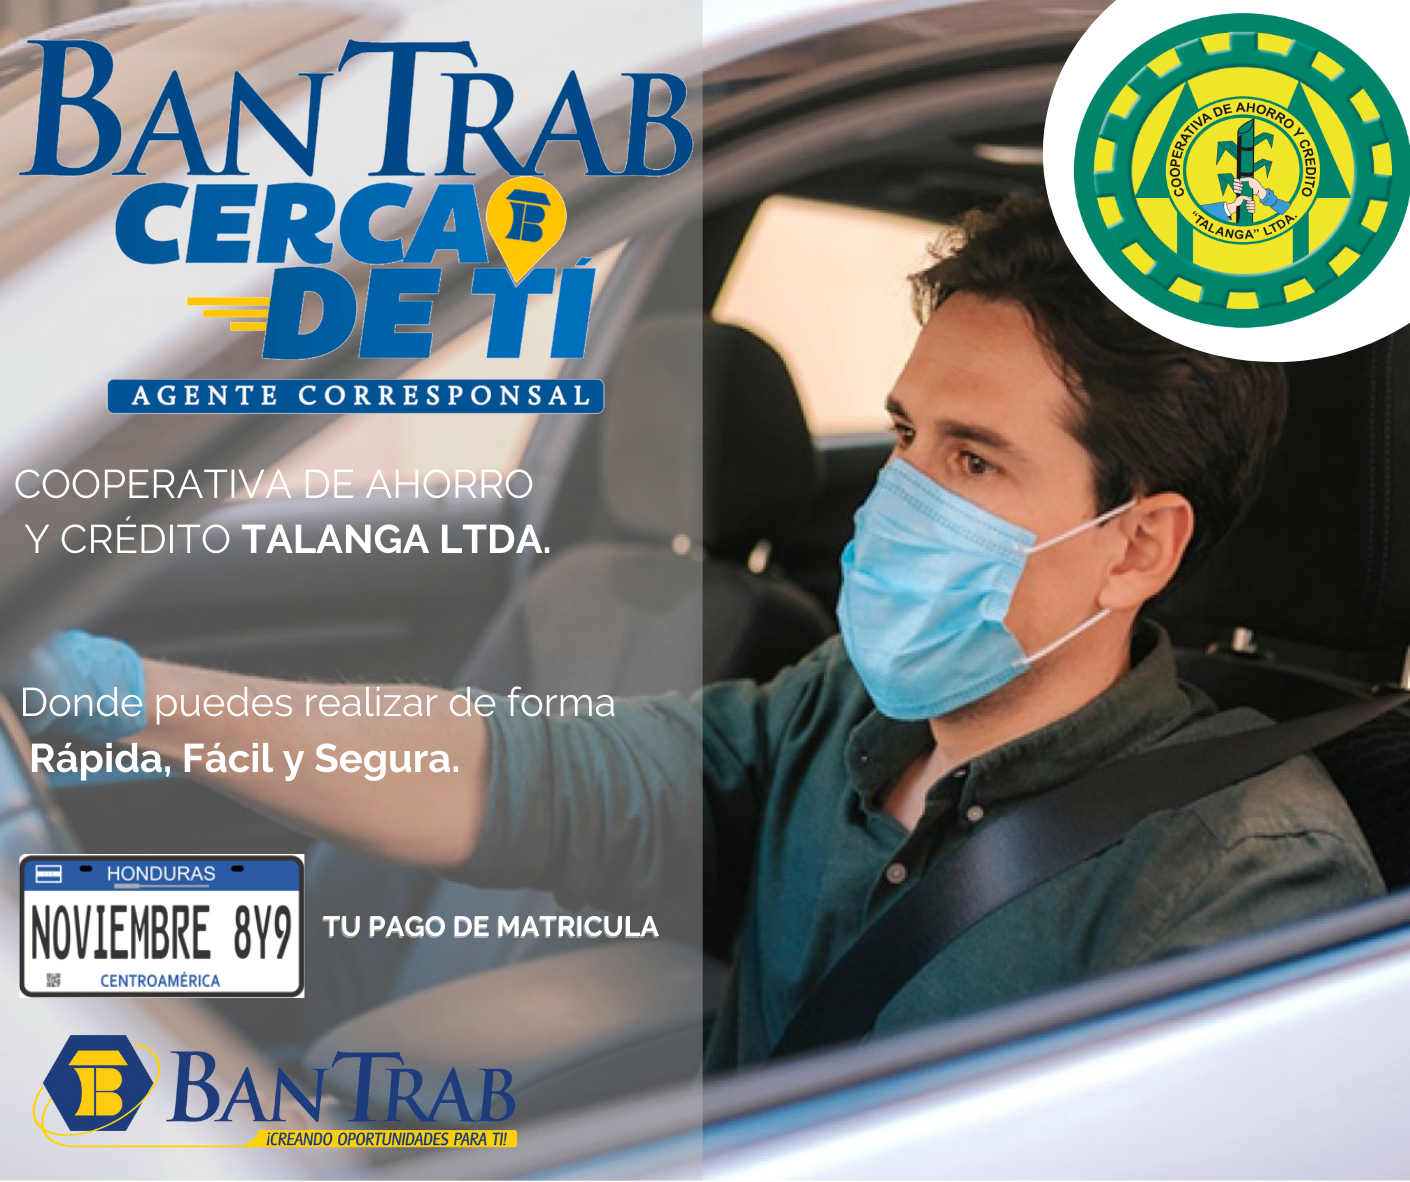 BANTRAB
CERCA
DE TÍ
AGENTE CORRESPONSAL
COOPERATIVA DE AHORRO Y CREDITO
"TALANGA" LTDA.
COOPERATIVA DE AHORRO
Y CRÉDITO TALANGA LTDA.
Donde puedes realizar de forma
Rápida, Fácil y Segura.
HONDURAS
NOVIEMBRE 8Y9
CENTROAMÉRICA
TU PAGO DE MATRICULA
BANTRAB
¡CREANDO OPORTUNIDADES PARA TI!